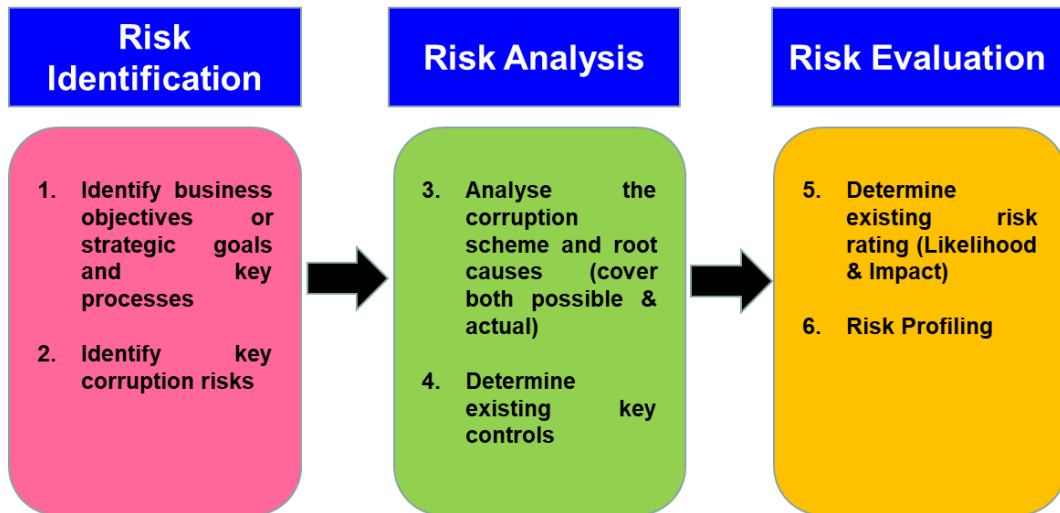 Risk
Identification
1. Identify business
objectives or
strategic goals
and key
processes
2. Identify key
corruption risks
Risk Analysis
3. Analyse the
corruption
scheme and root
causes (cover
both possible &
actual)
4. Determine
existing key
controls
Risk Evaluation
5. Determine
existing risk
rating (Likelihood
& Impact)
6. Risk Profiling